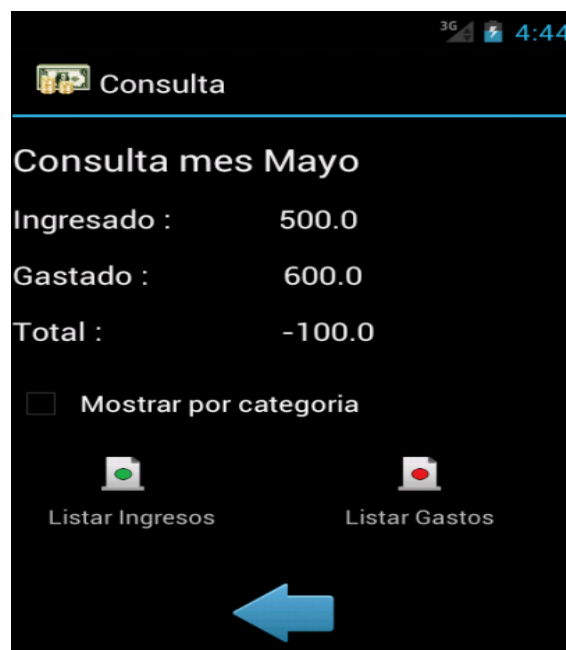 3G 4:44
Consulta
Consulta mes Mayo
Ingresado : 500.0
Gastado : 600.0
Total : -100.0
Mostrar por categoria
Listar Ingresos Listar Gastos